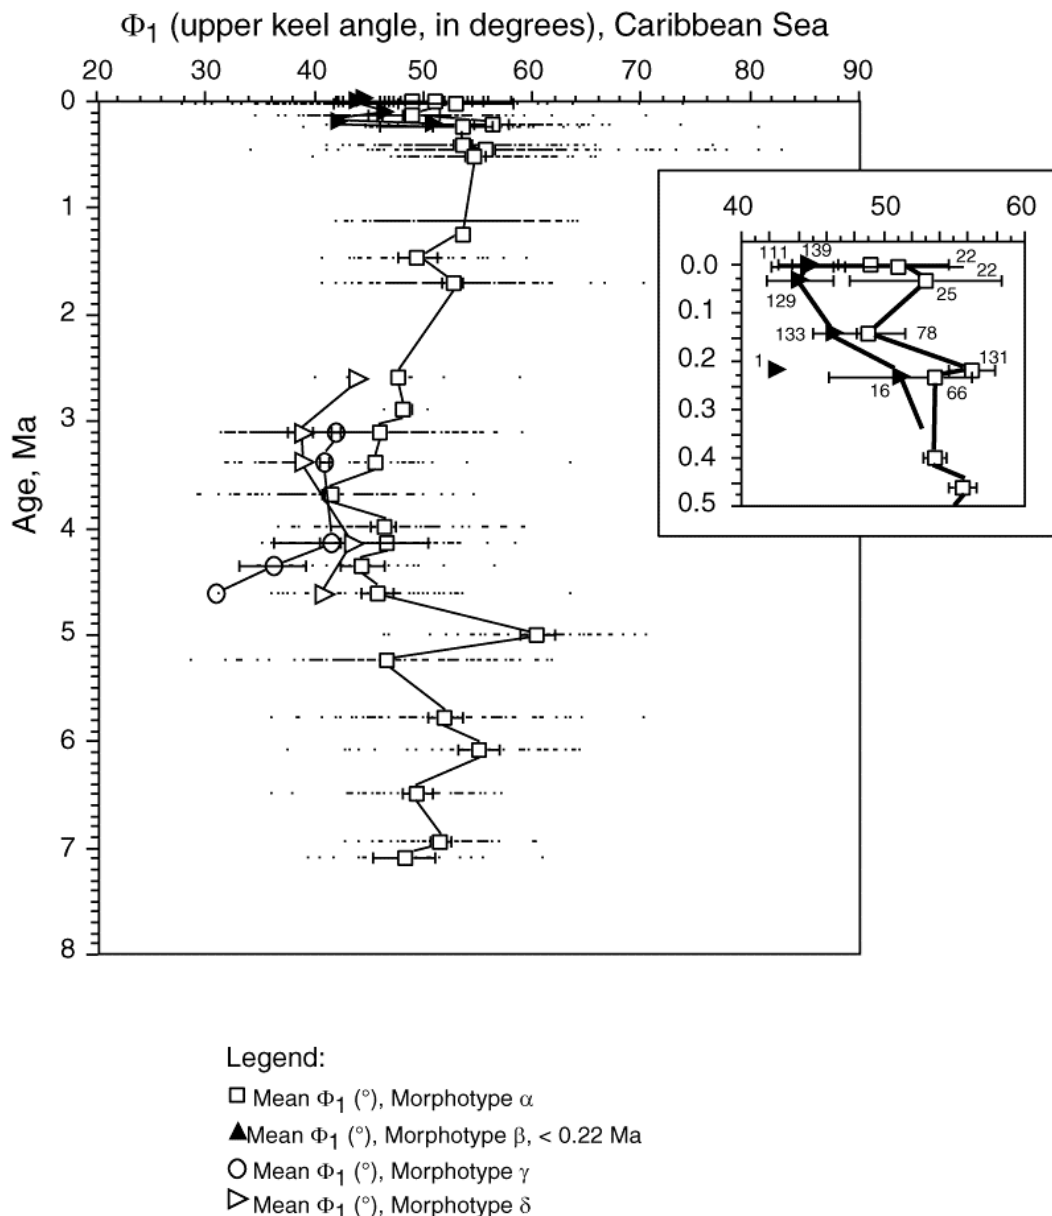 Φ1 (upper keel angle, in degrees), Caribbean Sea
20 30 40 50 60 70 80 90
0
1
2
3
4
5
6
7
8
Age, Ma
40 50 60
0.0
0.1
0.2
0.3
0.4
0.5
111 139 22
22
129 25
133 78
1 131
16 66
Legend:
Mean Φ1 (°), Morphotype α
Mean Φ1 (°), Morphotype β, < 0.22 Ma
Mean Φ1 (°), Morphotype γ
Mean Φ1 (°), Morphotype δ